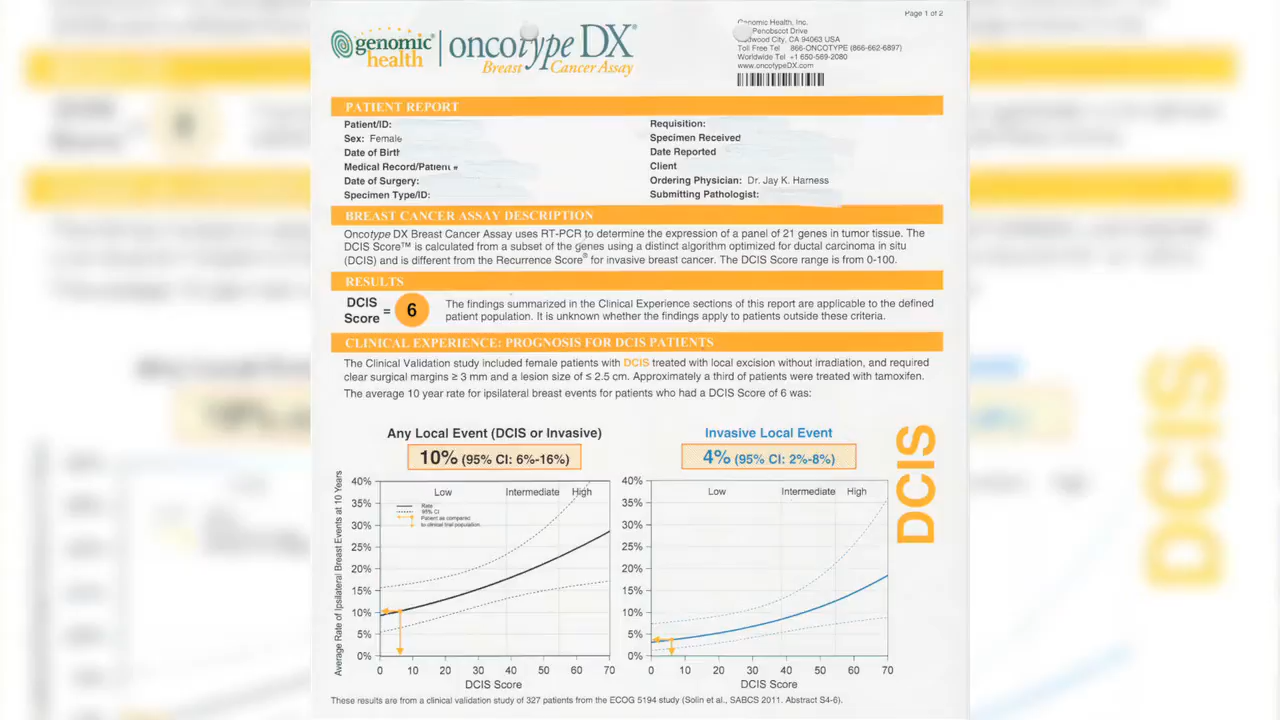 Page 1 of 2
genomic health®
oncotype DX®
Breast Cancer Assay
Genomic Health, Inc.
Penobscot Drive
Redwood City, CA 94063 USA
Toll Free Tel 866-ONCOTYPE (866-662-6897)
Worldwide Tel +1 650-569-2080
www.oncotypeDX.com
PATIENT REPORT
Patient/ID:
Sex: Female
Date of Birth
Medical Record/Patient #
Date of Surgery:
Specimen Type/ID:
Requisition:
Specimen Received
Date Reported
Client
Ordering Physician: Dr. Jay K. Harness
Submitting Pathologist:
BREAST CANCER ASSAY DESCRIPTION
Oncotype DX Breast Cancer Assay uses RT-PCR to determine the expression of a panel of 21 genes in tumor tissue. The
DCIS Score™ is calculated from a subset of the genes using a distinct algorithm optimized for ductal carcinoma in situ
(DCIS) and is different from the Recurrence Score® for invasive breast cancer. The DCIS Score range is from 0-100.
RESULTS
DCIS Score = 6
The findings summarized in the Clinical Experience sections of this report are applicable to the defined
patient population. It is unknown whether the findings apply to patients outside these criteria.
CLINICAL EXPERIENCE: PROGNOSIS FOR DCIS PATIENTS
The Clinical Validation study included female patients with DCIS treated with local excision without irradiation, and required
clear surgical margins ≥ 3 mm and a lesion size of ≤ 2.5 cm. Approximately a third of patients were treated with tamoxifen.
The average 10 year rate for ipsilateral breast events for patients who had a DCIS Score of 6 was:
Any Local Event (DCIS or Invasive)
10% (95% CI: 6%-16%)
Average Rate of Ipsilateral Breast Events at 10 Years
40%
35%
30%
25%
20%
15%
10%
5%
0%
Low Intermediate High
Rate
95% CI
Patient as compared
to clinical trial population
0 10 20 30 40 50 60 70
DCIS Score
Invasive Local Event
4% (95% CI: 2%-8%)
40%
35%
30%
25%
20%
15%
10%
5%
0%
Low Intermediate High
0 10 20 30 40 50 60 70
DCIS Score
DCIS
These results are from a clinical validation study of 327 patients from the ECOG 5194 study (Solin et al., SABCS 2011. Abstract S4-6).